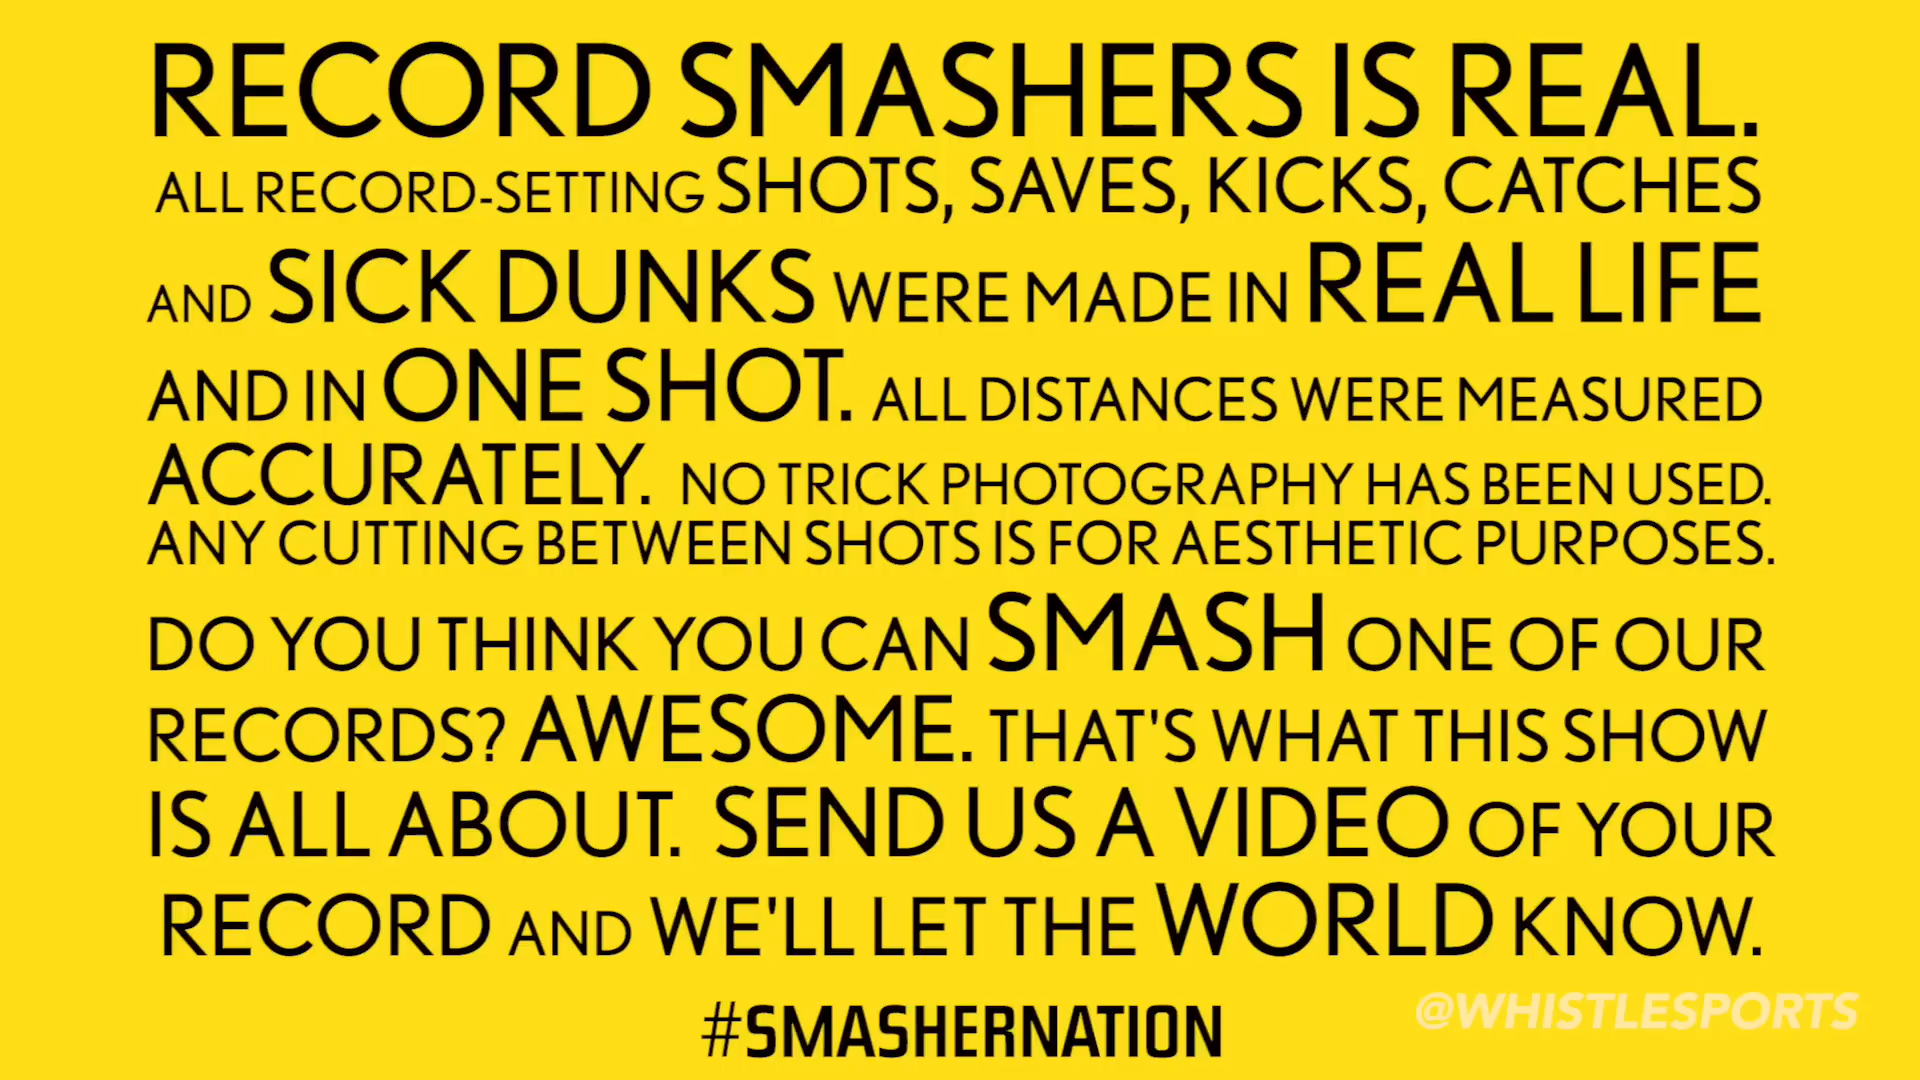 RECORD SMASHERS IS REAL.
ALL RECORD-SETTING SHOTS, SAVES, KICKS, CATCHES
AND SICK DUNKS WERE MADE IN REAL LIFE
AND IN ONE SHOT. ALL DISTANCES WERE MEASURED
ACCURATELY. NO TRICK PHOTOGRAPHY HAS BEEN USED.
ANY CUTTING BETWEEN SHOTS IS FOR AESTHETIC PURPOSES.
DO YOU THINK YOU CAN SMASH ONE OF OUR
RECORDS? AWESOME. THAT'S WHAT THIS SHOW
IS ALL ABOUT. SEND US A VIDEO OF YOUR
RECORD AND WE'LL LET THE WORLD KNOW.
#SMASHERNATION
@WHISTLESPORTS